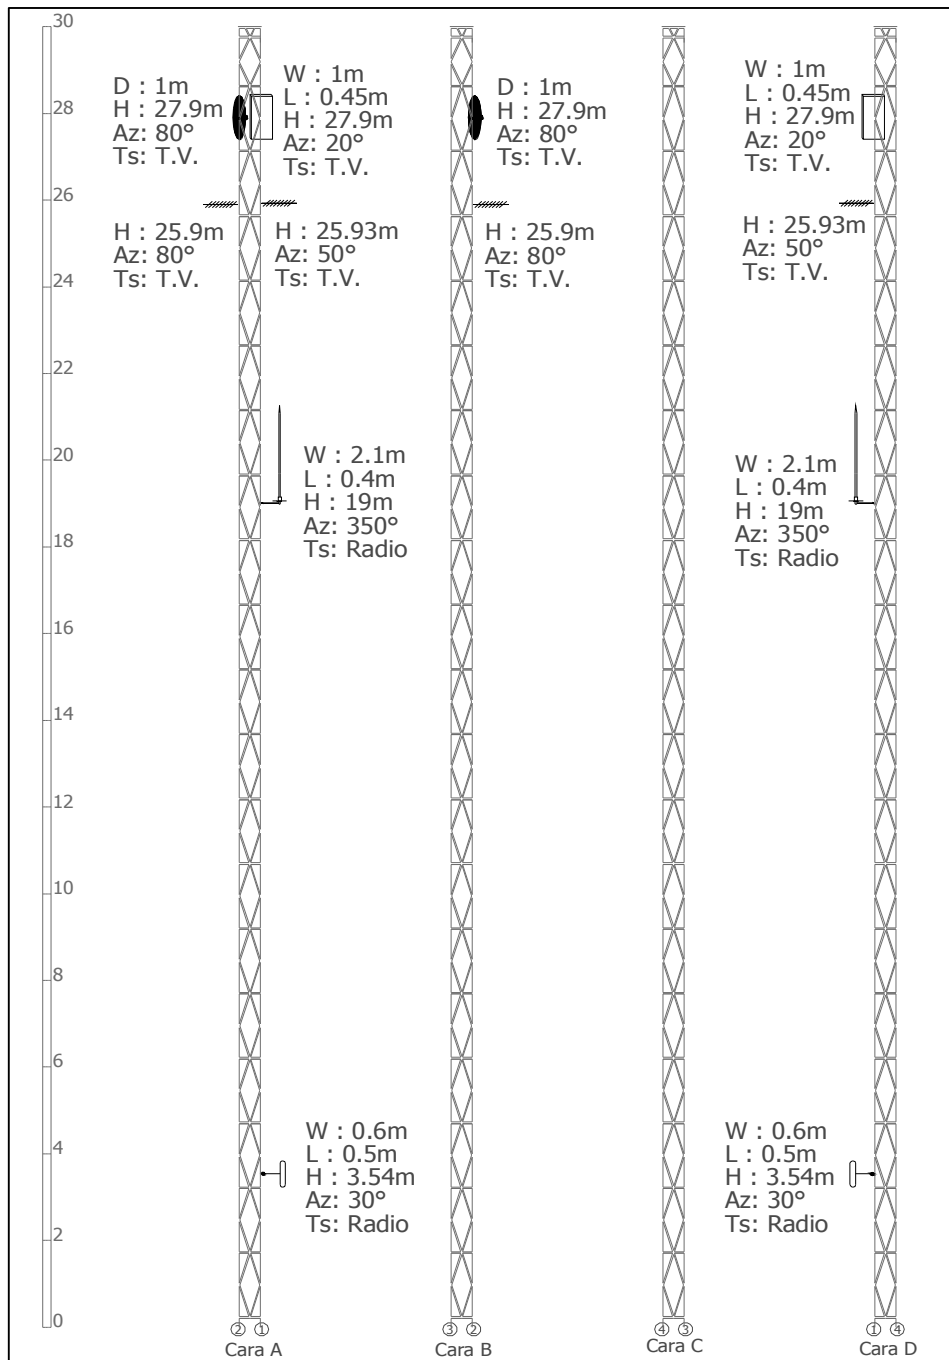 30
28
26
24
22
20
18
16
14
12
10
8
6
4
2
0
D : 1m
H : 27.9m
Az: 80°
Ts: T.V.
W : 1m
L : 0.45m
H : 27.9m
Az: 20°
Ts: T.V.
D : 1m
H : 27.9m
Az: 80°
Ts: T.V.
W : 1m
L : 0.45m
H : 27.9m
Az: 20°
Ts: T.V.
H : 25.9m
Az: 80°
Ts: T.V.
H : 25.93m
Az: 50°
Ts: T.V.
H : 25.9m
Az: 80°
Ts: T.V.
H : 25.93m
Az: 50°
Ts: T.V.
W : 2.1m
L : 0.4m
H : 19m
Az: 350°
Ts: Radio
W : 2.1m
L : 0.4m
H : 19m
Az: 350°
Ts: Radio
W : 0.6m
L : 0.5m
H : 3.54m
Az: 30°
Ts: Radio
W : 0.6m
L : 0.5m
H : 3.54m
Az: 30°
Ts: Radio
② ①
Cara A
③ ②
Cara B
④ ③
Cara C
① ④
Cara D